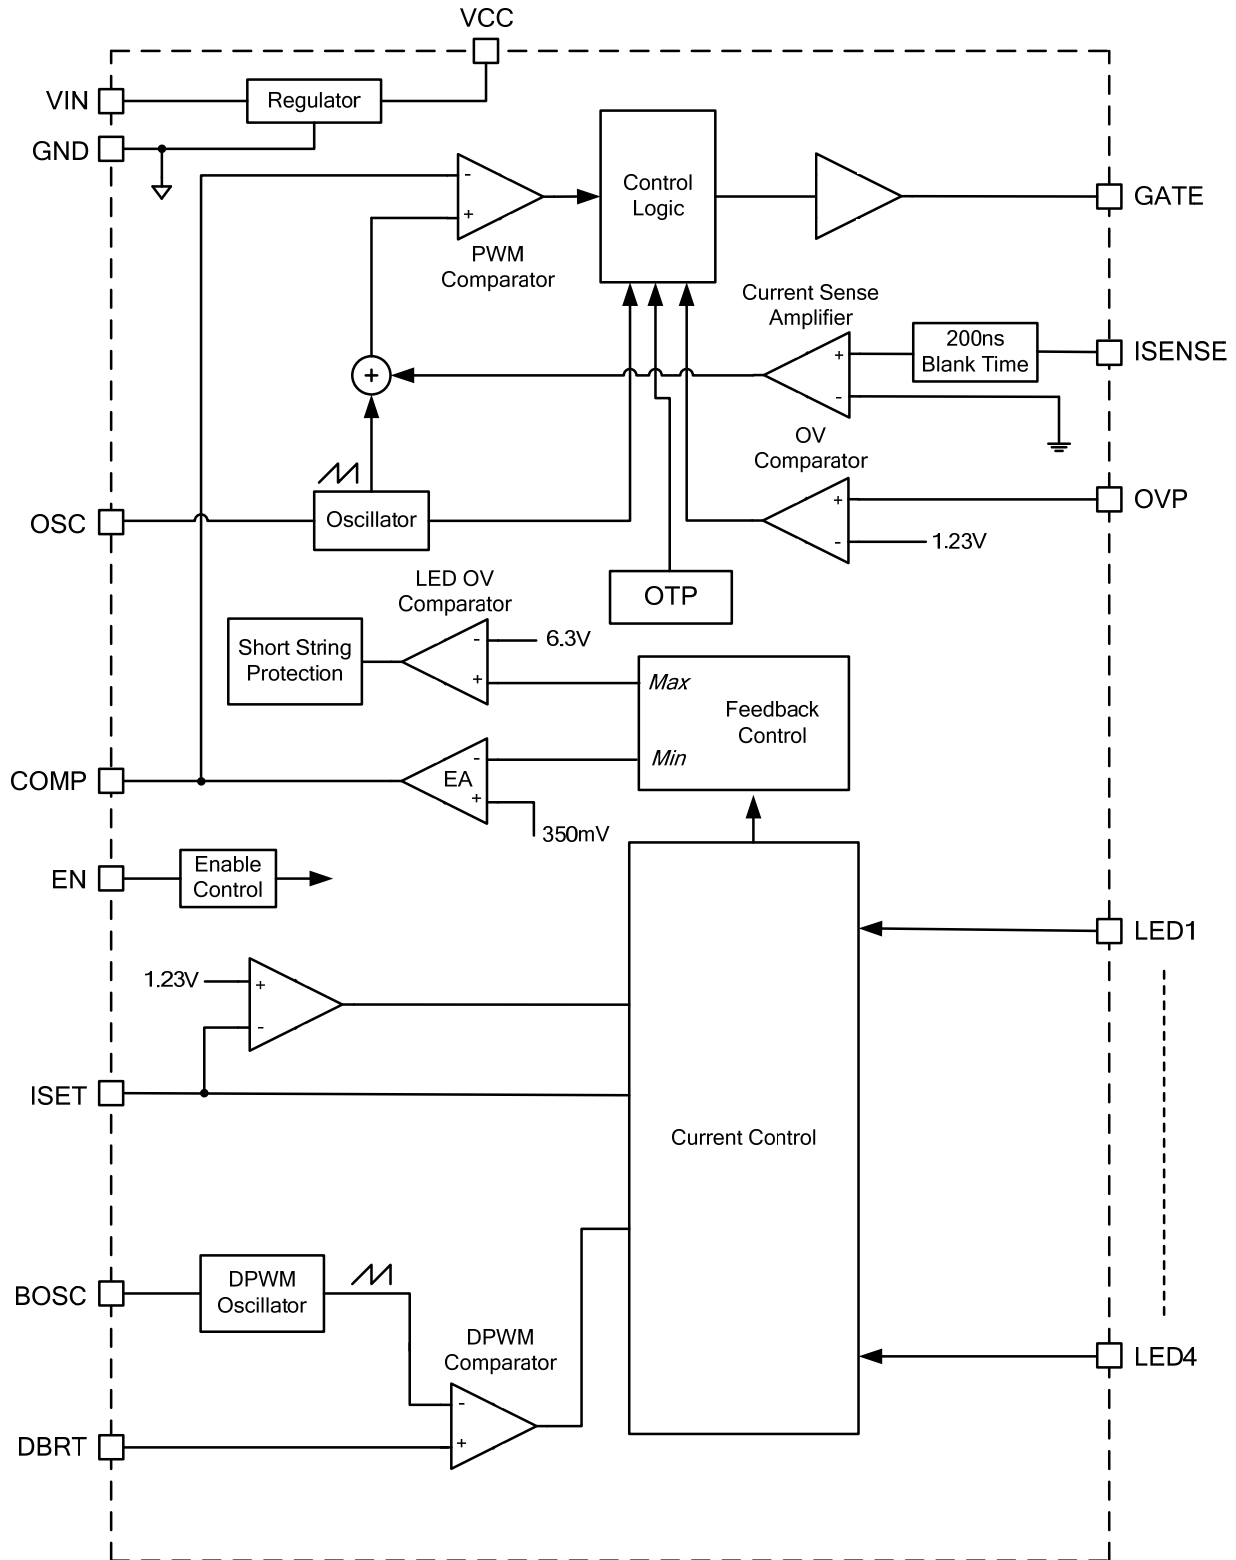 VCC
VIN
Regulator
GND
-
+
PWM
Comparator
Control
Logic
GATE
Current Sense
Amplifier
+
-
200ns
Blank Time
ISENSE
+
OV
Comparator
+
-
1.23V
OVP
OSC
Oscillator
OTP
LED OV
Comparator
-
+
6.3V
Short String
Protection
Max
Min
Feedback
Control
COMP
EA
-
+
350mV
EN
Enable
Control
LED1
1.23V
+
-
ISET
Current Control
BOSC
DPWM
Oscillator
DPWM
Comparator
-
+
LED4
DBRT